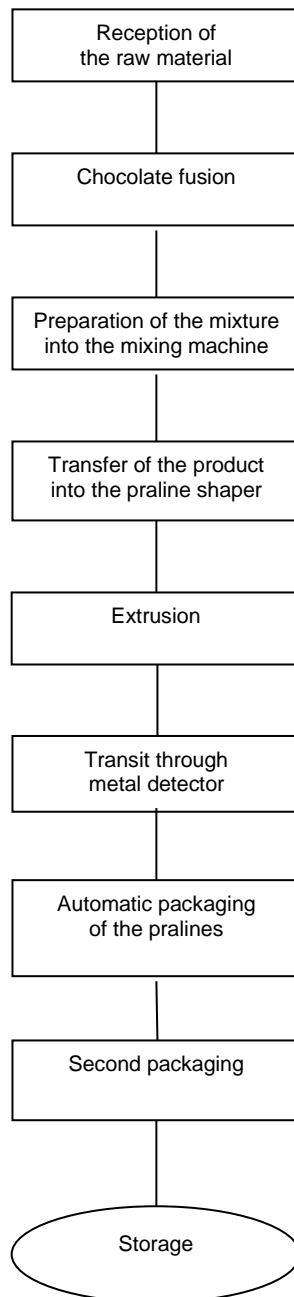 Reception of
the raw material
Chocolate fusion
Preparation of the mixture
into the mixing machine
Transfer of the product
into the praline shaper
Extrusion
Transit through
metal detector
Automatic packaging
of the pralines
Second packaging
Storage